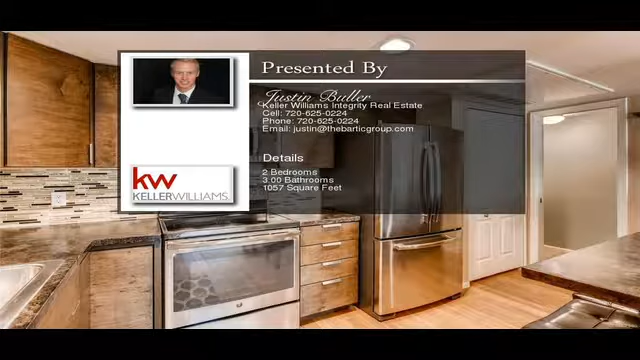 Presented By
Justin Butler
Keller Williams Integrity Real Estate
Cell: 720-625-0224
Phone: 720-625-0224
Email: justin@thebarticgroup.com
kw
KELLERWILLIAMS.
Details
2 Bedrooms
3.00 Bathrooms
1057 Square Feet